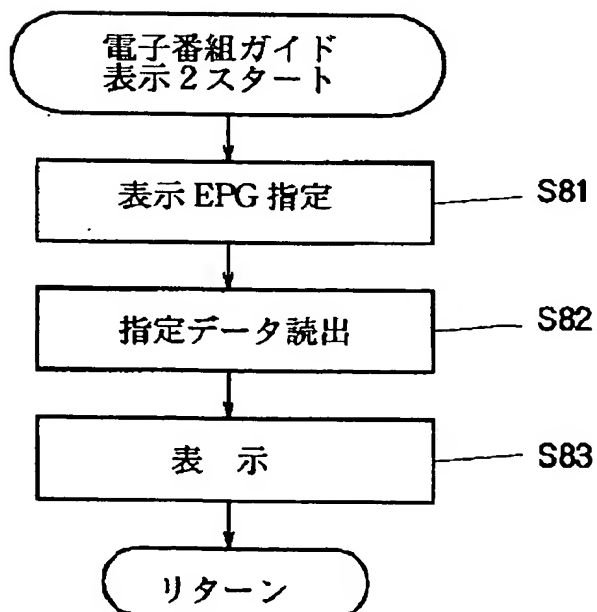 電子番組ガイド
表示2スタート
表示 EPG 指定
S81
指定データ読出
S82
表 示
S83
リターン